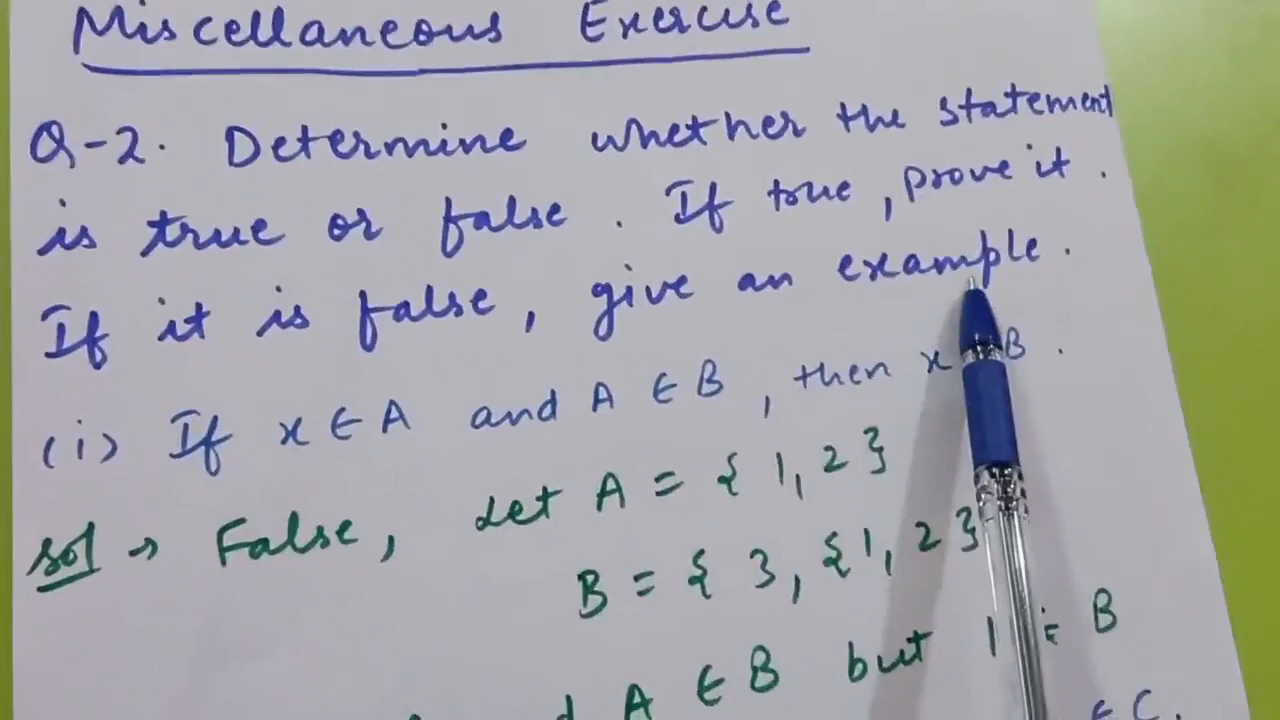 Miscellaneous Exercise
Q-2. Determine whether the statement
is true or false. If true, prove it.
If it is false, give an example.
(i) If x ∈ A and A ∈ B, then x B.
sol → False, Let A = { 1, 2 }
B = { 3, {1, 2 }
A ∈ B but 1 B
∈ C.